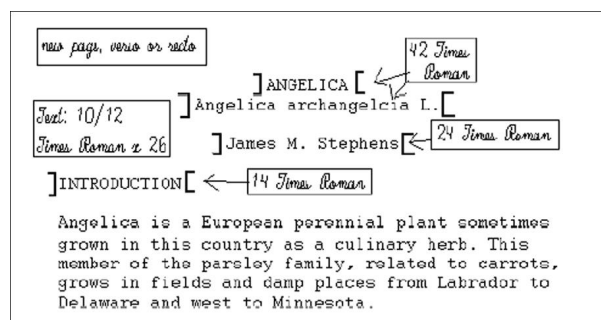 new page, verso or recto
42 Times
Roman
]ANGELICA[
]Angelica archangelcia L.[
Text: 10/12
Times Roman x 26
]James M. Stephens[
24 Times Roman
]INTRODUCTION[
14 Times Roman
Angelica is a European perennial plant sometimes
grown in this country as a culinary herb. This
member of the parsley family, related to carrots,
grows in fields and damp places from Labrador to
Delaware and west to Minnesota.